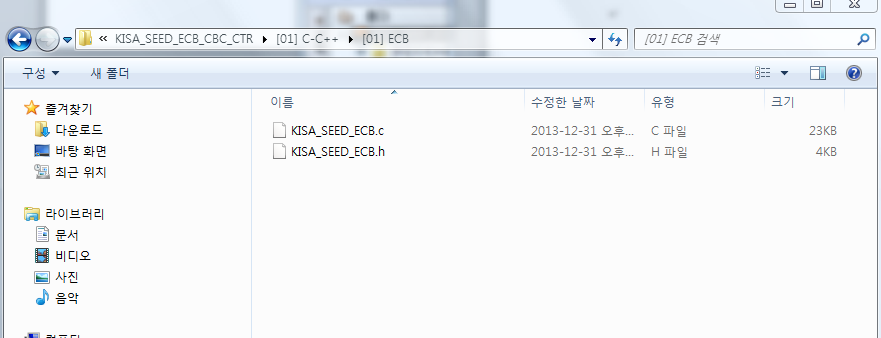 « KISA_SEED_ECB_CBC_CTR ▸ [01] C-C++ ▸ [01] ECB
[01] ECB 검색
구성 새 폴더
이름 수정한 날짜 유형 크기
즐겨찾기
다운로드
바탕 화면
최근 위치
라이브러리
문서
비디오
사진
음악
KISA_SEED_ECB.c 2013-12-31 오후... C 파일 23KB
KISA_SEED_ECB.h 2013-12-31 오후... H 파일 4KB